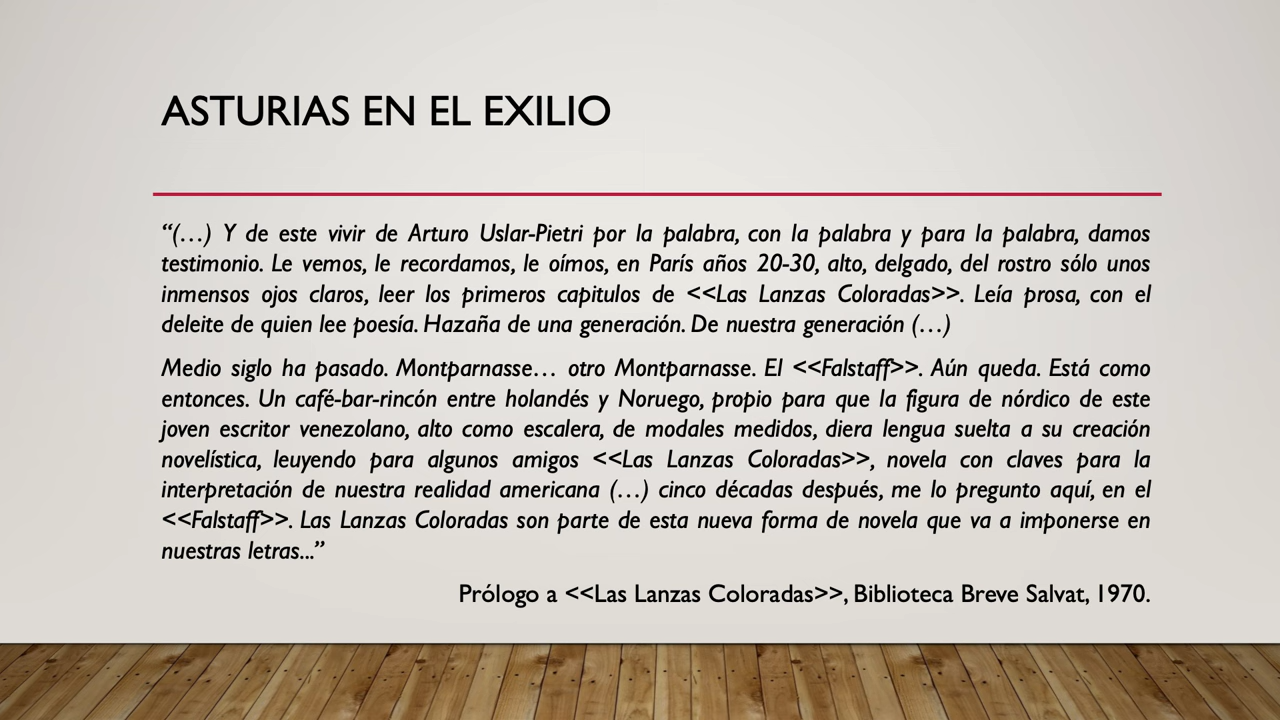 ASTURIAS EN EL EXILIO
“(…) Y de este vivir de Arturo Uslar-Pietri por la palabra, con la palabra y para la palabra, damos
testimonio. Le vemos, le recordamos, le oímos, en París años 20-30, alto, delgado, del rostro sólo unos
inmensos ojos claros, leer los primeros capitulos de <<Las Lanzas Coloradas>>. Leía prosa, con el
deleite de quien lee poesía. Hazaña de una generación. De nuestra generación (…)
Medio siglo ha pasado. Montparnasse… otro Montparnasse. El <<Falstaff>>. Aún queda. Está como
entonces. Un café-bar-rincón entre holandés y Noruego, propio para que la figura de nórdico de este
joven escritor venezolano, alto como escalera, de modales medidos, diera lengua suelta a su creación
novelística, leuyendo para algunos amigos <<Las Lanzas Coloradas>>, novela con claves para la
interpretación de nuestra realidad americana (…) cinco décadas después, me lo pregunto aquí, en el
<<Falstaff>>. Las Lanzas Coloradas son parte de esta nueva forma de novela que va a imponerse en
nuestras letras...”
Prólogo a <<Las Lanzas Coloradas>>, Biblioteca Breve Salvat, 1970.